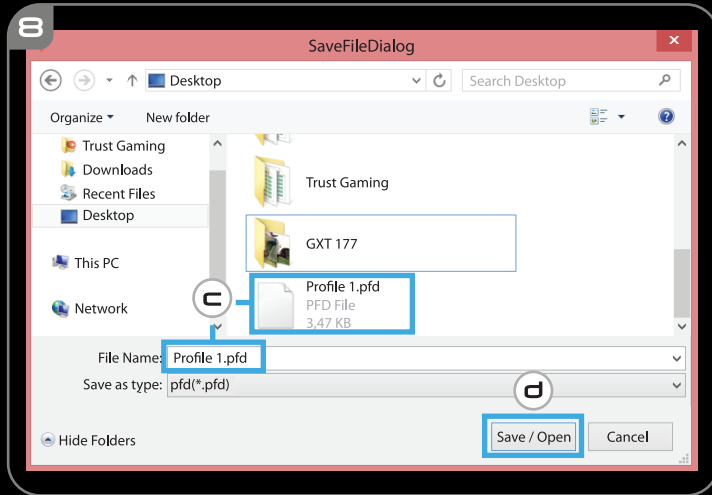 8
SaveFileDialog
Desktop
Search Desktop
Organize
New folder
Trust Gaming
Downloads
Recent Files
Desktop
This PC
Network
Trust Gaming
GXT 177
Profile 1.pfd
PFD File
3,47 KB
c
File Name: Profile 1.pfd
Save as type: pfd(*.pfd)
d
Hide Folders
Save / Open
Cancel